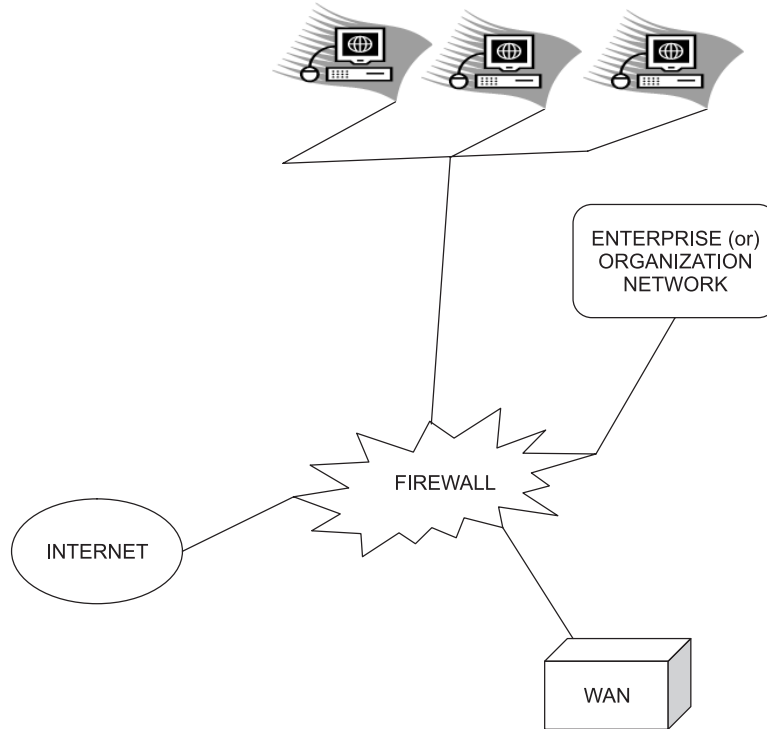 ENTERPRISE (or)
ORGANIZATION
NETWORK
FIREWALL
INTERNET
WAN